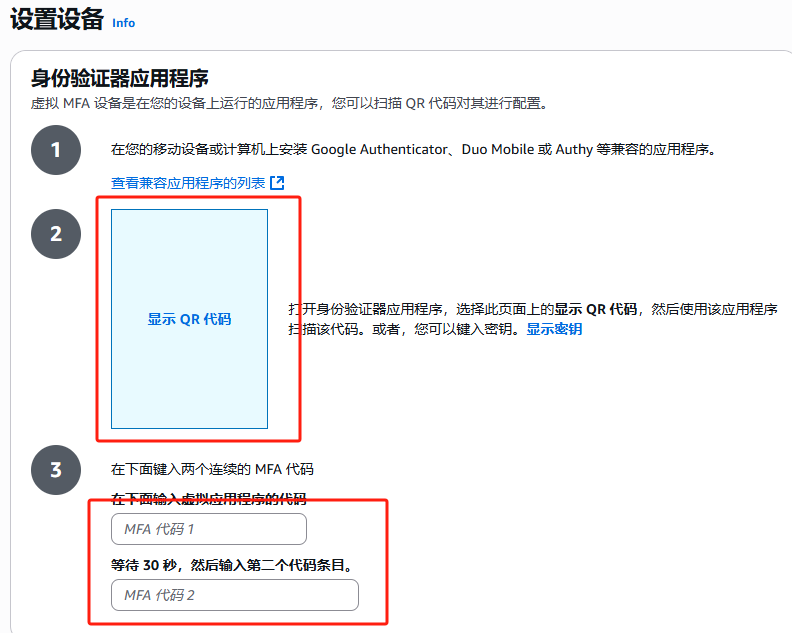 设置设备 Info
身份验证器应用程序
虚拟 MFA 设备是在您的设备上运行的应用程序，您可以扫描 QR 代码对其进行配置。
1
在您的移动设备或计算机上安装 Google Authenticator、Duo Mobile 或 Authy 等兼容的应用程序。
查看兼容应用程序的列表
2
显示 QR 代码
打开身份验证器应用程序，选择此页面上的显示 QR 代码，然后使用该应用程序
扫描该代码。或者，您可以键入密钥。显示密钥
3
在下面键入两个连续的 MFA 代码
在下面输入虚拟应用程序的代码
MFA 代码 1
等待 30 秒，然后输入第二个代码条目。
MFA 代码 2